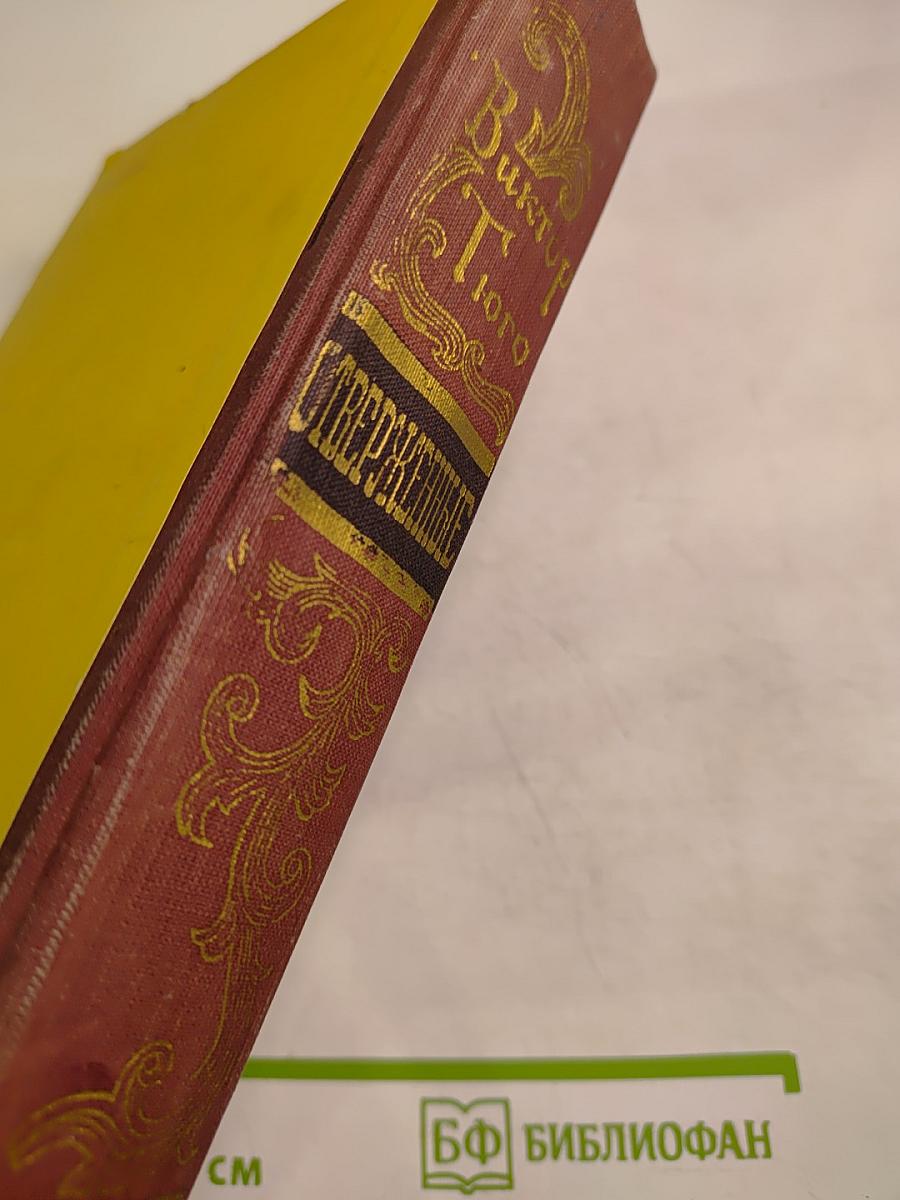 Виктор
Гюго
ОТВЕРЖЕННЫЕ
см
БФ БИБЛИОФАН